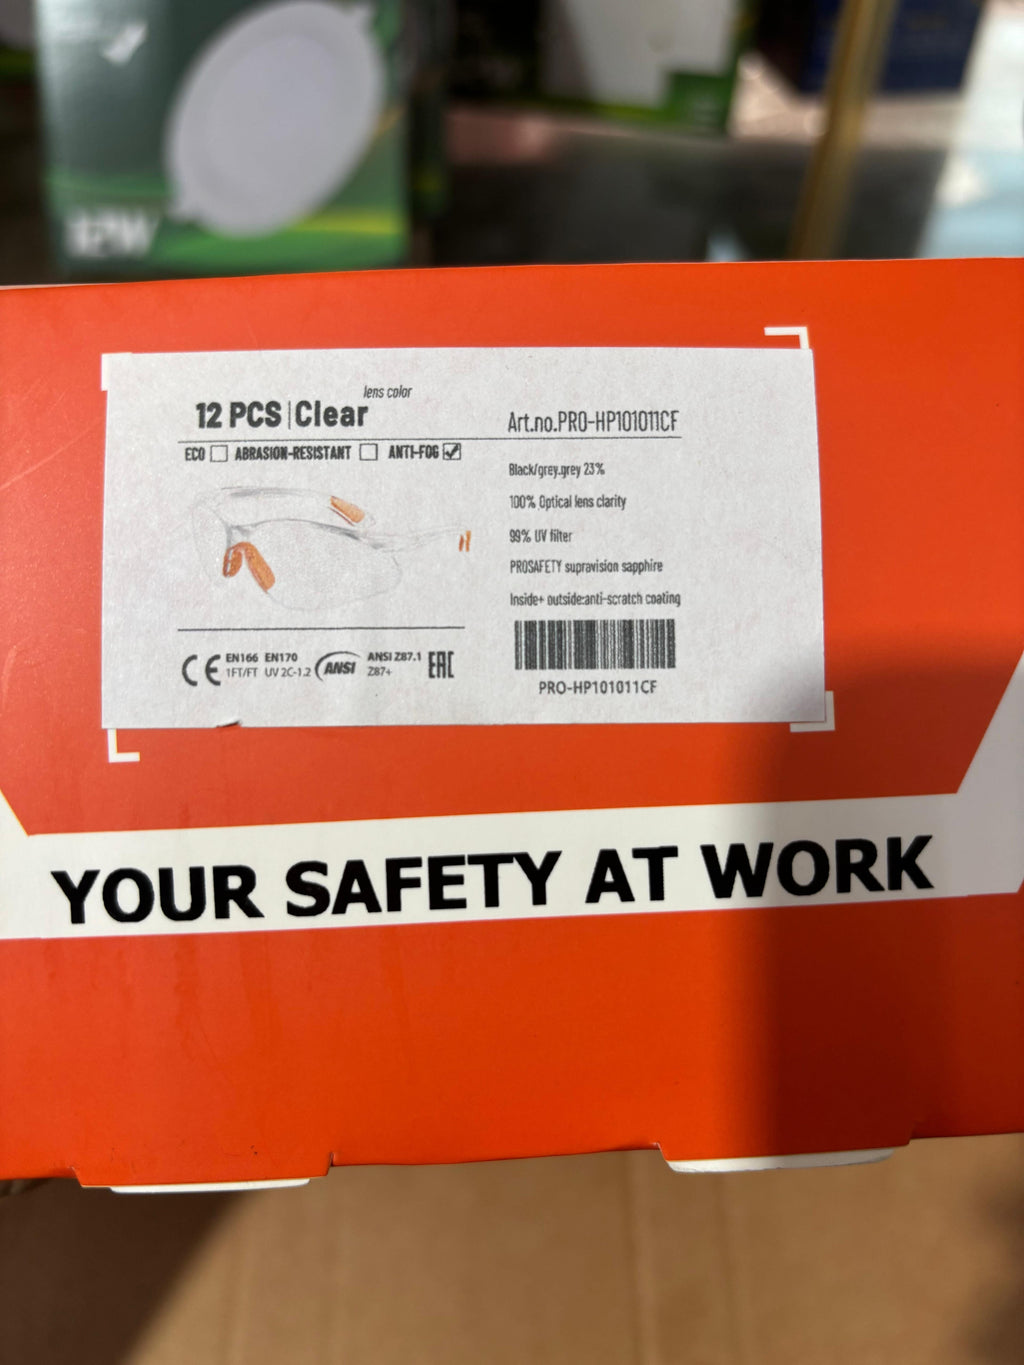 12W
lens color
12 PCS | Clear
Art.no.PRO-HP101011CF
ECO ABRASION-RESISTANT ANTI-FOG
Black/grey.grey 23%
100% Optical lens clarity
99% UV filter
PROSAFETY supravision sapphire
Inside+ outside:anti-scratch coating
CE EN166 EN170 ANSI ANSI Z87.1 EAC
1FT/FT UV 2C-1.2 Z87+
PRO-HP101011CF
YOUR SAFETY AT WORK